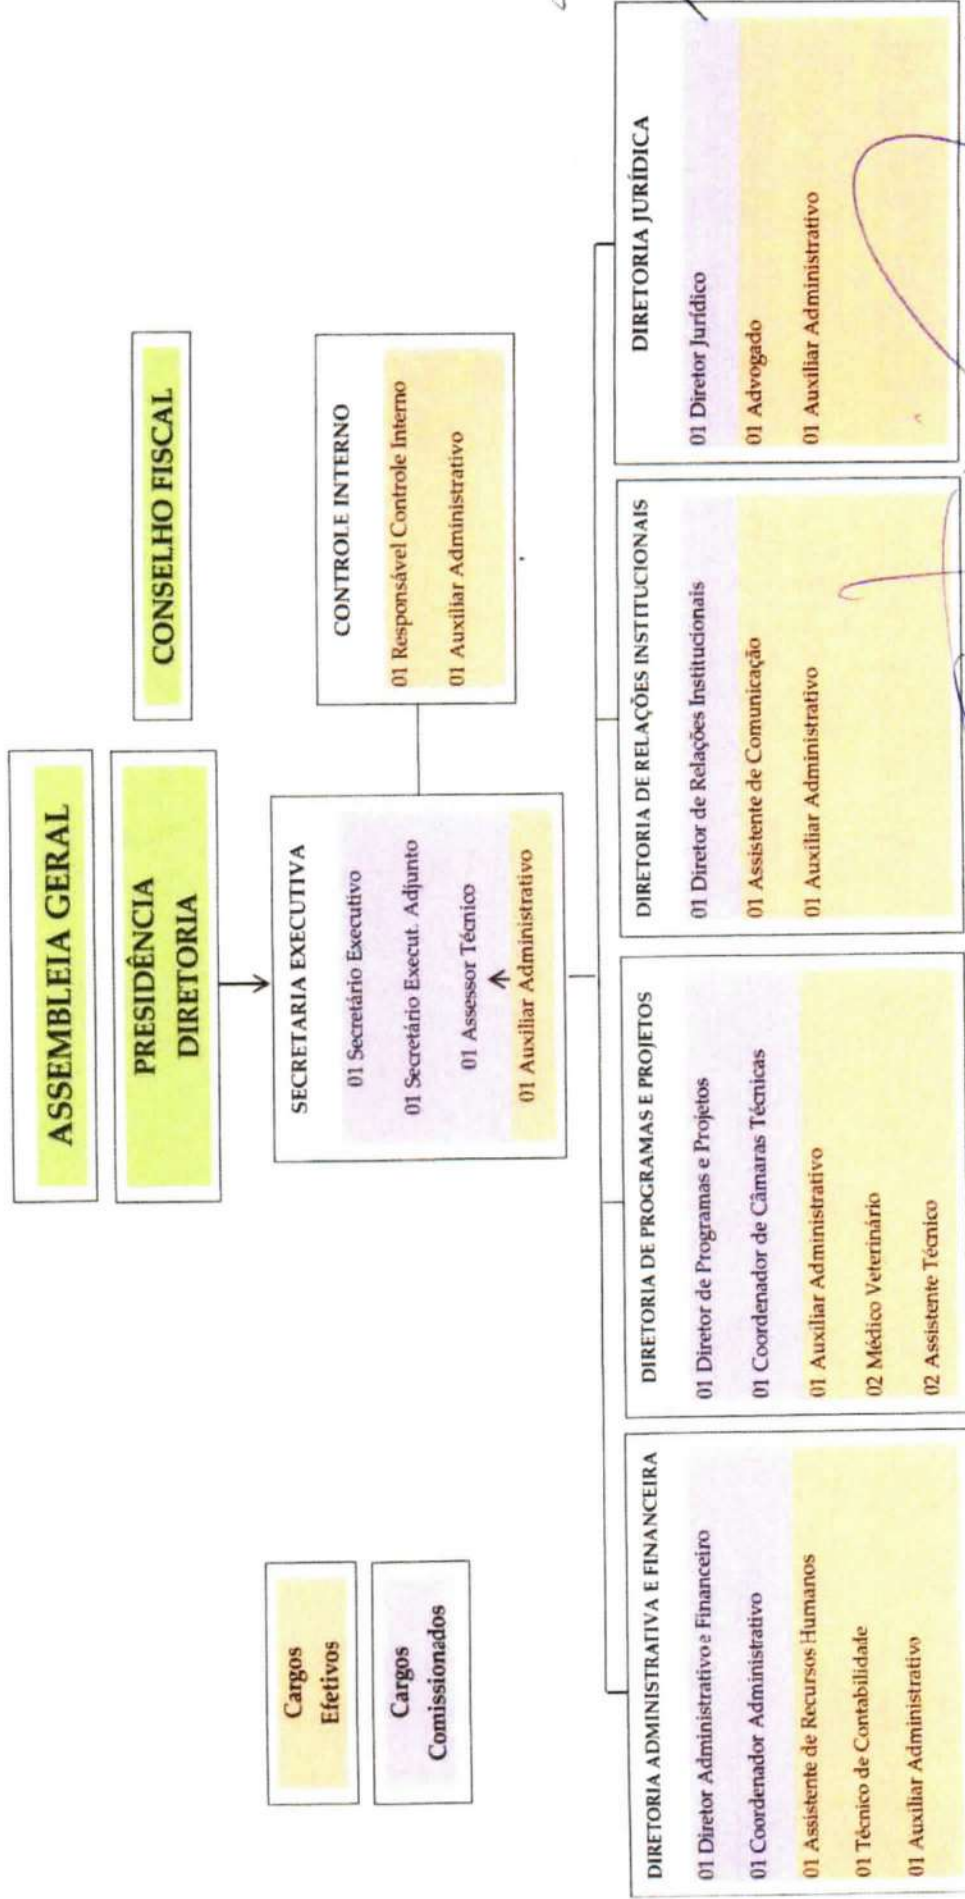 ASSEMBLEIA GERAL
PRESIDÊNCIA
DIRETORIA
CONSELHO FISCAL
Cargos
Efetivos
Cargos
Comissionados
SECRETARIA EXECUTIVA
01 Secretário Executivo
01 Secretário Execut. Adjunto
01 Assessor Técnico
01 Auxiliar Administrativo
CONTROLE INTERNO
01 Responsável Controle Interno
01 Auxiliar Administrativo
DIRETORIA ADMINISTRATIVA E FINANCEIRA
01 Diretor Administrativo e Financeiro
01 Coordenador Administrativo
01 Assistente de Recursos Humanos
01 Técnico de Contabilidade
01 Auxiliar Administrativo
DIRETORIA DE PROGRAMAS E PROJETOS
01 Diretor de Programas e Projetos
01 Coordenador de Câmaras Técnicas
01 Auxiliar Administrativo
02 Médico Veterinário
02 Assistente Técnico
DIRETORIA DE RELAÇÕES INSTITUCIONAIS
01 Diretor de Relações Institucionais
01 Assistente de Comunicação
01 Auxiliar Administrativo
DIRETORIA JURÍDICA
01 Diretor Jurídico
01 Advogado
01 Auxiliar Administrativo